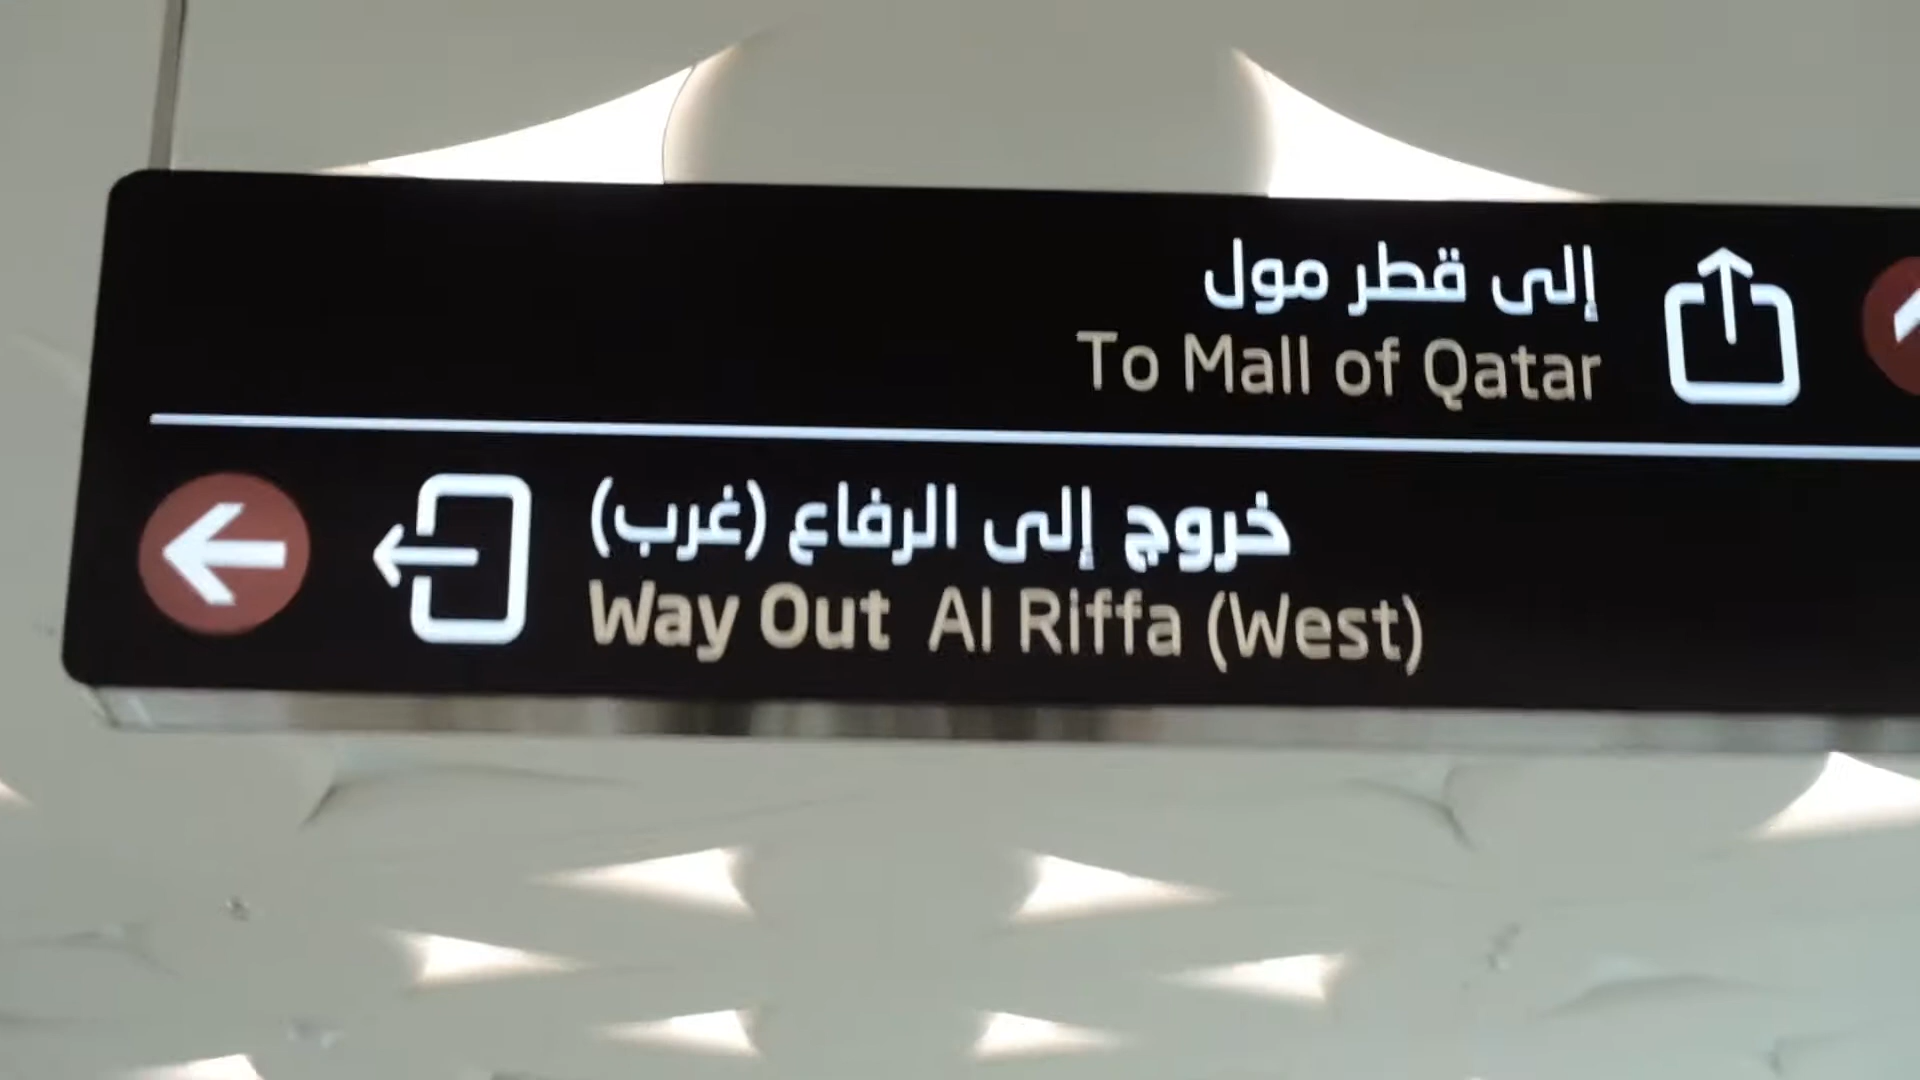 إلى قطر مول
To Mall of Qatar
خروج إلى الرفاع (غرب)
Way Out Al Riffa (West)